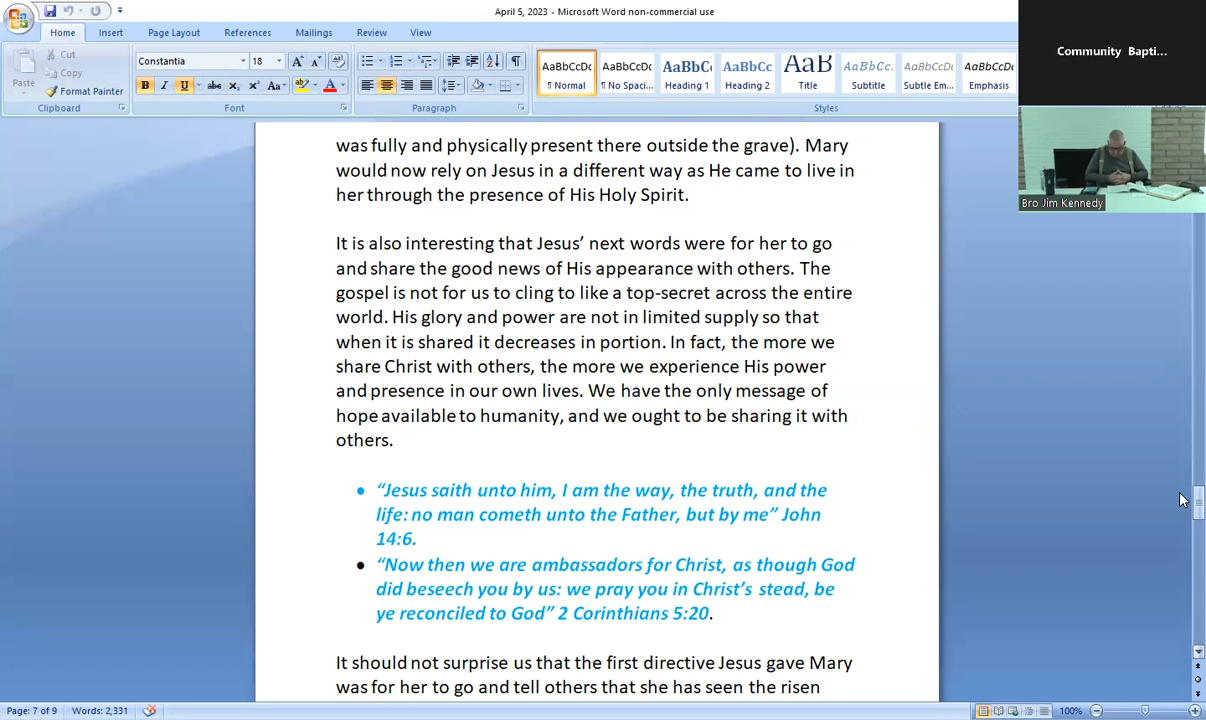 April 5, 2023 - Microsoft Word non-commercial use
Home Insert Page Layout References Mailings Review View
Paste
Cut
Copy
Format Painter
Clipboard
Constantia 18
B I U abc x₂ x² Aa
Font
Paragraph
AaBbCcDc AaBbCcDc AaBbC AaBbCc AaB AaBbCc. AaBbCcDc AaBbCcDc
¶ Normal ¶ No Spaci... Heading 1 Heading 2 Title Subtitle Subtle Em... Emphasis
Styles
Community Bapti...
Bro Jim Kennedy
was fully and physically present there outside the grave). Mary
would now rely on Jesus in a different way as He came to live in
her through the presence of His Holy Spirit.
It is also interesting that Jesus’ next words were for her to go
and share the good news of His appearance with others. The
gospel is not for us to cling to like a top-secret across the entire
world. His glory and power are not in limited supply so that
when it is shared it decreases in portion. In fact, the more we
share Christ with others, the more we experience His power
and presence in our own lives. We have the only message of
hope available to humanity, and we ought to be sharing it with
others.
• “Jesus saith unto him, I am the way, the truth, and the
life: no man cometh unto the Father, but by me” John
14:6.
• “Now then we are ambassadors for Christ, as though God
did beseech you by us: we pray you in Christ’s stead, be
ye reconciled to God” 2 Corinthians 5:20.
It should not surprise us that the first directive Jesus gave Mary
was for her to go and tell others that she has seen the risen
Page: 7 of 9 Words: 2,331 100%